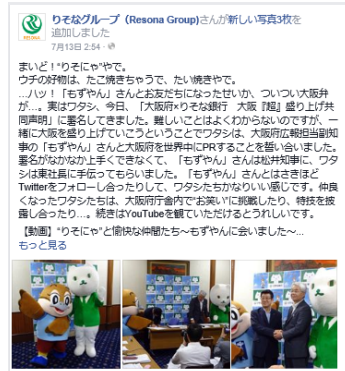 りそなグループ（Resona Group)さんが新しい写真3枚を
追加しました
7月13日 2:54 ·
RESONA
まいど！“りそにゃ”やで。
ウチの好物は、たこ焼きちゃうで、たい焼きやで。
…ハッ！「もずやん」さんとお友だちになったせいか、ついつい大阪弁
が…。実はワタシ、今日、「大阪府×りそな銀行　大阪『超』盛り上げ共
同声明」に署名してきました。難しいことはよくわからないのですが、一
緒に大阪を盛り上げていこうということでワタシは、大阪府広報担当副知
事の「もずやん」さんと大阪を世界中にPRすることを誓い合いました。
署名がなかなか上手くできなくて、「もずやん」さんは松井知事に、ワタ
シは東社長に手伝ってもらいました。「もずやん」さんとはさきほど
Twitterをフォローし合ったりして、ワタシたちかなりいい感じです。仲良
くなったワタシたちは、大阪府庁舎内で“お笑い”に挑戦したり、特技を披
露し合ったり…。続きはYouTubeを観ていただけるとうれしいです。
【動画】“りそにゃ”と愉快な仲間たち～もずやんに会いました～...
もっと見る